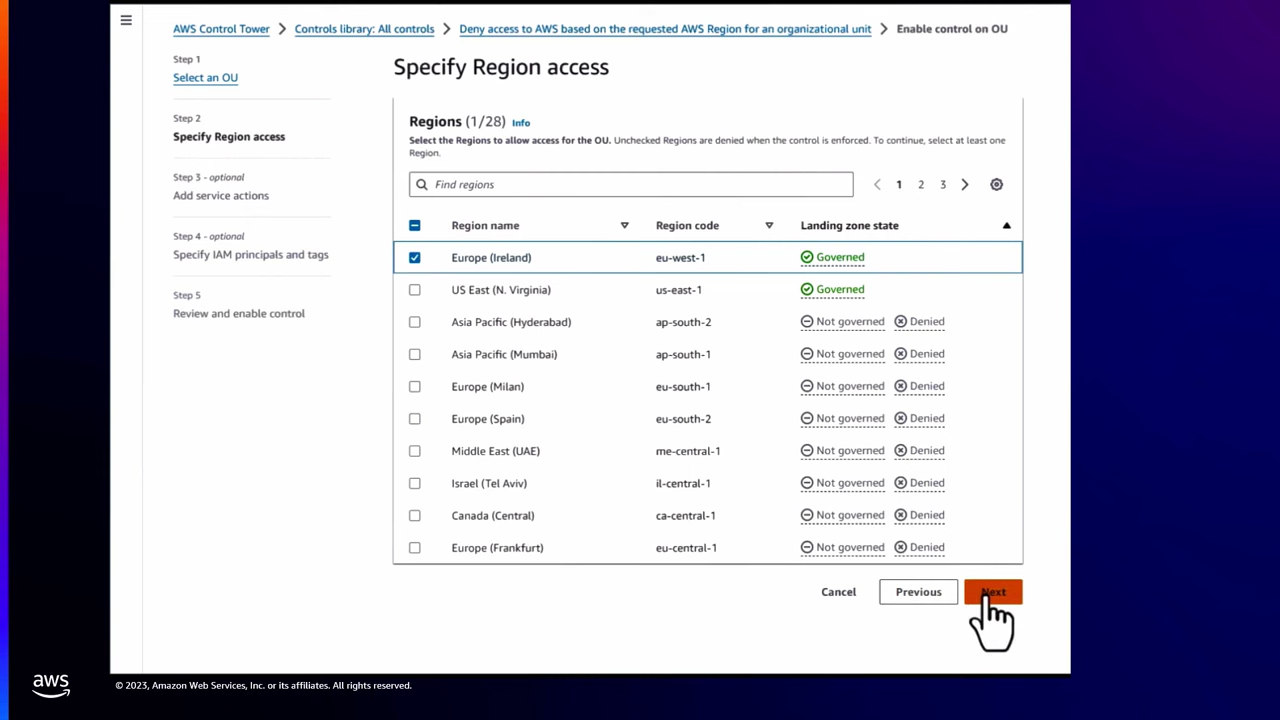 AWS Control Tower > Controls library: All controls > Deny access to AWS based on the requested AWS Region for an organizational unit > Enable control on OU
Step 1
Select an OU
Step 2
Specify Region access
Step 3 - optional
Add service actions
Step 4 - optional
Specify IAM principals and tags
Step 5
Review and enable control
Specify Region access
Regions (1/28) Info
Select the Regions to allow access for the OU. Unchecked Regions are denied when the control is enforced. To continue, select at least one
Region.
Find regions 1 2 3
Region name Region code Landing zone state
Europe (Ireland) eu-west-1 Governed
US East (N. Virginia) us-east-1 Governed
Asia Pacific (Hyderabad) ap-south-2 Not governed Denied
Asia Pacific (Mumbai) ap-south-1 Not governed Denied
Europe (Milan) eu-south-1 Not governed Denied
Europe (Spain) eu-south-2 Not governed Denied
Middle East (UAE) me-central-1 Not governed Denied
Israel (Tel Aviv) il-central-1 Not governed Denied
Canada (Central) ca-central-1 Not governed Denied
Europe (Frankfurt) eu-central-1 Not governed Denied
Cancel Previous Next
aws © 2023, Amazon Web Services, Inc. or its affiliates. All rights reserved.